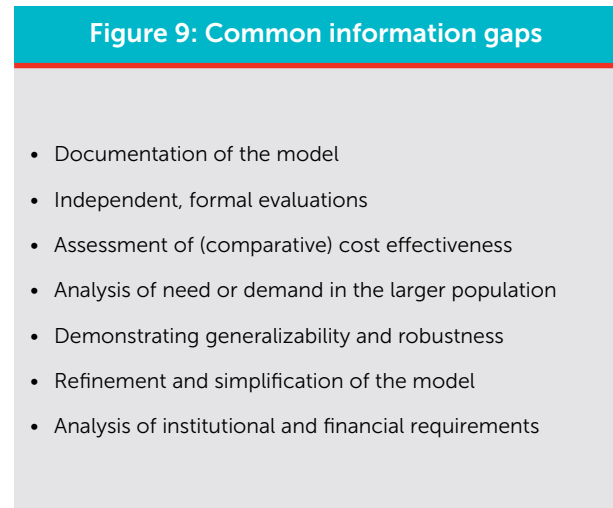 Figure 9: Common information gaps
• Documentation of the model
• Independent, formal evaluations
• Assessment of (comparative) cost effectiveness
• Analysis of need or demand in the larger population
• Demonstrating generalizability and robustness
• Refinement and simplification of the model
• Analysis of institutional and financial requirements